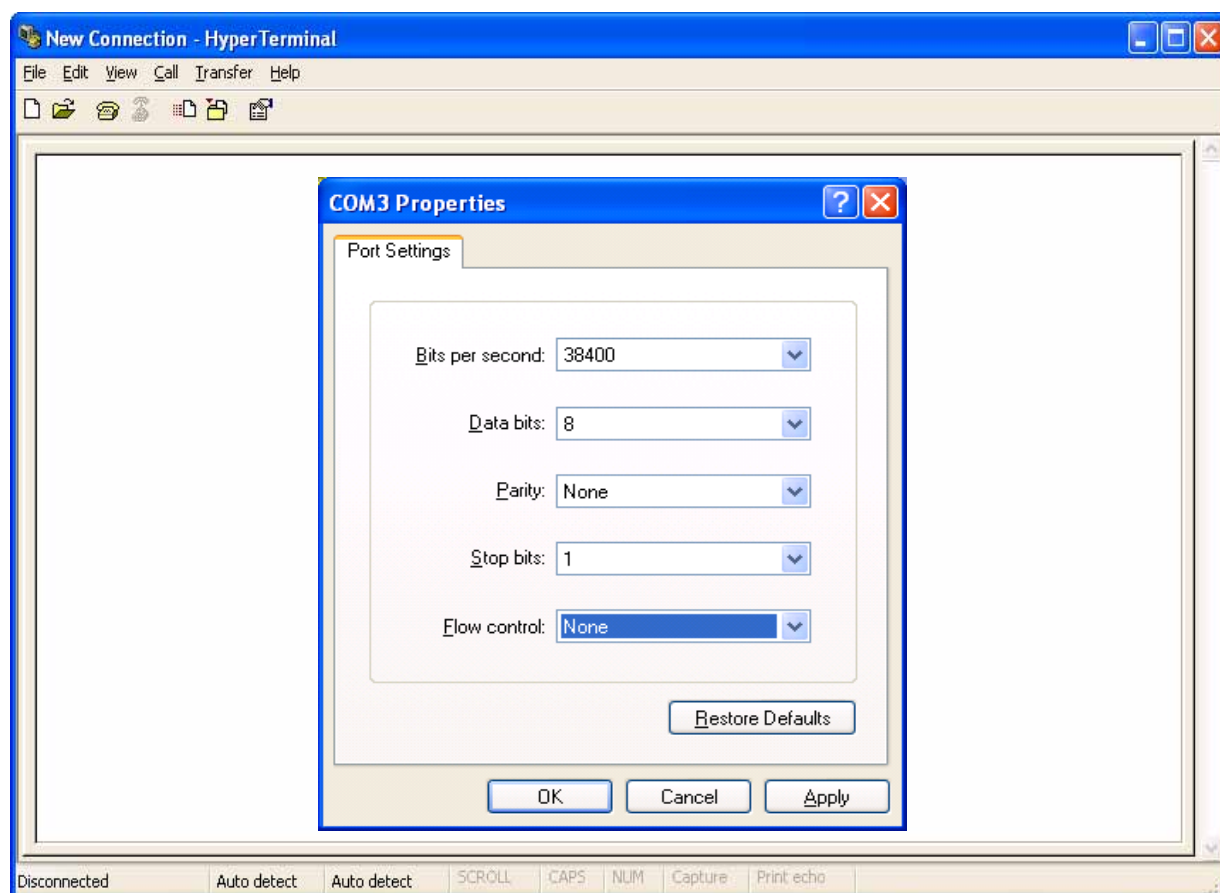 New Connection - HyperTerminal
File Edit View Call Transfer Help
COM3 Properties
Port Settings
Bits per second: 38400
Data bits: 8
Parity: None
Stop bits: 1
Flow control: None
Restore Defaults
OK Cancel Apply
Disconnected Auto detect Auto detect SCROLL CAPS NUM Capture Print echo